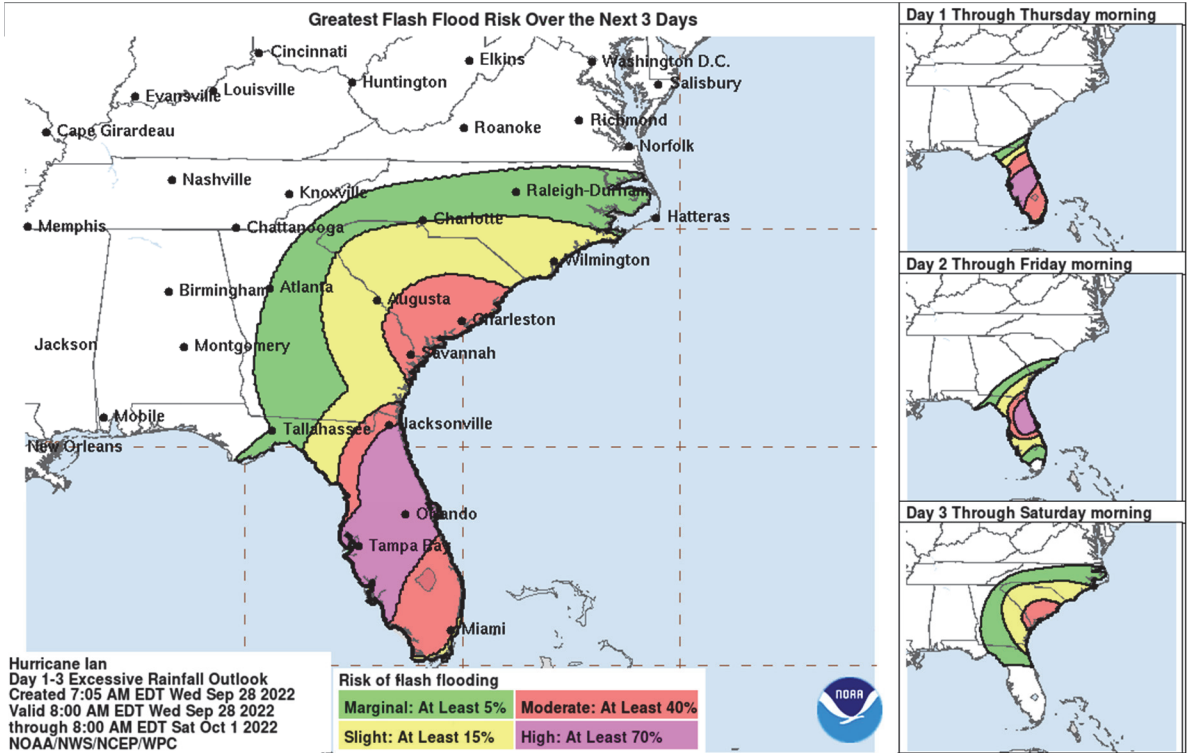 Greatest Flash Flood Risk Over the Next 3 Days
Cincinnati
Elkins
Washington D.C.
Huntington
Salisbury
Evansville
Louisville
Cape Girardeau
Roanoke
Richmond
Norfolk
Nashville
Knoxville
Raleigh-Durham
Memphis
Chattanooga
Charlotte
Hatteras
Wilmington
Birmingham
Atlanta
Augusta
Charleston
Jackson
Montgomery
Savannah
Mobile
Tallahassee
Jacksonville
New Orleans
Orlando
Tampa Bay
Miami
Hurricane Ian
Day 1-3 Excessive Rainfall Outlook
Created 7:05 AM EDT Wed Sep 28 2022
Valid 8:00 AM EDT Wed Sep 28 2022
through 8:00 AM EDT Sat Oct 1 2022
NOAA/NWS/NCEP/WPC
Risk of flash flooding
Marginal: At Least 5%
Moderate: At Least 40%
Slight: At Least 15%
High: At Least 70%
NOAA
Day 1 Through Thursday morning
Day 2 Through Friday morning
Day 3 Through Saturday morning